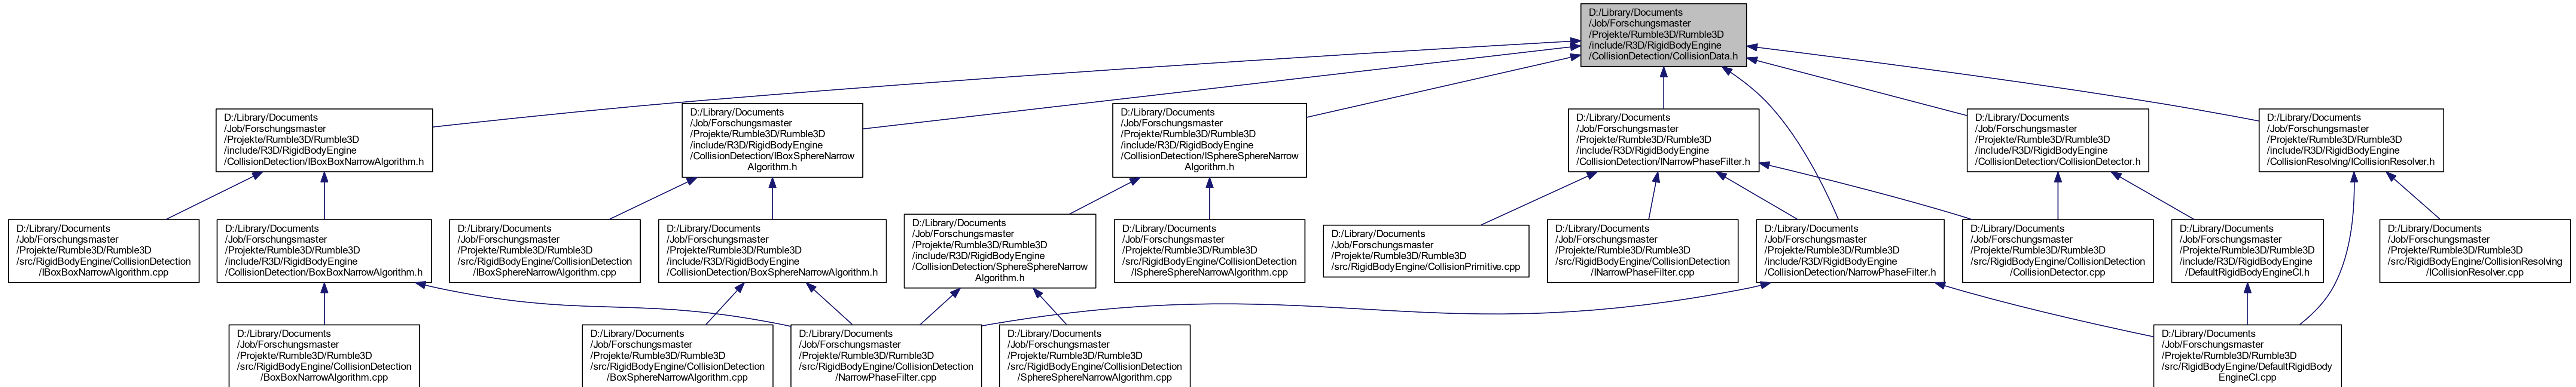 D:/Library/Documents
/Job/Forschungsmaster
/Projekte/Rumble3D/Rumble3D
/include/R3D/RigidBodyEngine
/CollisionDetection/CollisionData.h
D:/Library/Documents
/Job/Forschungsmaster
/Projekte/Rumble3D/Rumble3D
/include/R3D/RigidBodyEngine
/CollisionDetection/IBoxBoxNarrowAlgorithm.h
D:/Library/Documents
/Job/Forschungsmaster
/Projekte/Rumble3D/Rumble3D
/include/R3D/RigidBodyEngine
/CollisionDetection/IBoxSphereNarrow
Algorithm.h
D:/Library/Documents
/Job/Forschungsmaster
/Projekte/Rumble3D/Rumble3D
/include/R3D/RigidBodyEngine
/CollisionDetection/ISphereSphereNarrow
Algorithm.h
D:/Library/Documents
/Job/Forschungsmaster
/Projekte/Rumble3D/Rumble3D
/include/R3D/RigidBodyEngine
/CollisionDetection/INarrowPhaseFilter.h
D:/Library/Documents
/Job/Forschungsmaster
/Projekte/Rumble3D/Rumble3D
/include/R3D/RigidBodyEngine
/CollisionDetection/CollisionDetector.h
D:/Library/Documents
/Job/Forschungsmaster
/Projekte/Rumble3D/Rumble3D
/include/R3D/RigidBodyEngine
/CollisionResolving/ICollisionResolver.h
D:/Library/Documents
/Job/Forschungsmaster
/Projekte/Rumble3D/Rumble3D
/src/RigidBodyEngine/CollisionDetection
/IBoxBoxNarrowAlgorithm.cpp
D:/Library/Documents
/Job/Forschungsmaster
/Projekte/Rumble3D/Rumble3D
/include/R3D/RigidBodyEngine
/CollisionDetection/BoxBoxNarrowAlgorithm.h
D:/Library/Documents
/Job/Forschungsmaster
/Projekte/Rumble3D/Rumble3D
/src/RigidBodyEngine/CollisionDetection
/IBoxSphereNarrowAlgorithm.cpp
D:/Library/Documents
/Job/Forschungsmaster
/Projekte/Rumble3D/Rumble3D
/include/R3D/RigidBodyEngine
/CollisionDetection/BoxSphereNarrowAlgorithm.h
D:/Library/Documents
/Job/Forschungsmaster
/Projekte/Rumble3D/Rumble3D
/include/R3D/RigidBodyEngine
/CollisionDetection/SphereSphereNarrow
Algorithm.h
D:/Library/Documents
/Job/Forschungsmaster
/Projekte/Rumble3D/Rumble3D
/src/RigidBodyEngine/CollisionDetection
/ISphereSphereNarrowAlgorithm.cpp
D:/Library/Documents
/Job/Forschungsmaster
/Projekte/Rumble3D/Rumble3D
/src/RigidBodyEngine/CollisionPrimitive.cpp
D:/Library/Documents
/Job/Forschungsmaster
/Projekte/Rumble3D/Rumble3D
/src/RigidBodyEngine/CollisionDetection
/INarrowPhaseFilter.cpp
D:/Library/Documents
/Job/Forschungsmaster
/Projekte/Rumble3D/Rumble3D
/include/R3D/RigidBodyEngine
/CollisionDetection/NarrowPhaseFilter.h
D:/Library/Documents
/Job/Forschungsmaster
/Projekte/Rumble3D/Rumble3D
/src/RigidBodyEngine/CollisionDetection
/CollisionDetector.cpp
D:/Library/Documents
/Job/Forschungsmaster
/Projekte/Rumble3D/Rumble3D
/include/R3D/RigidBodyEngine
/DefaultRigidBodyEngineCI.h
D:/Library/Documents
/Job/Forschungsmaster
/Projekte/Rumble3D/Rumble3D
/src/RigidBodyEngine/CollisionResolving
/ICollisionResolver.cpp
D:/Library/Documents
/Job/Forschungsmaster
/Projekte/Rumble3D/Rumble3D
/src/RigidBodyEngine/CollisionDetection
/BoxBoxNarrowAlgorithm.cpp
D:/Library/Documents
/Job/Forschungsmaster
/Projekte/Rumble3D/Rumble3D
/src/RigidBodyEngine/CollisionDetection
/BoxSphereNarrowAlgorithm.cpp
D:/Library/Documents
/Job/Forschungsmaster
/Projekte/Rumble3D/Rumble3D
/src/RigidBodyEngine/CollisionDetection
/NarrowPhaseFilter.cpp
D:/Library/Documents
/Job/Forschungsmaster
/Projekte/Rumble3D/Rumble3D
/src/RigidBodyEngine/CollisionDetection
/SphereSphereNarrowAlgorithm.cpp
D:/Library/Documents
/Job/Forschungsmaster
/Projekte/Rumble3D/Rumble3D
/src/RigidBodyEngine/DefaultRigidBody
EngineCI.cpp